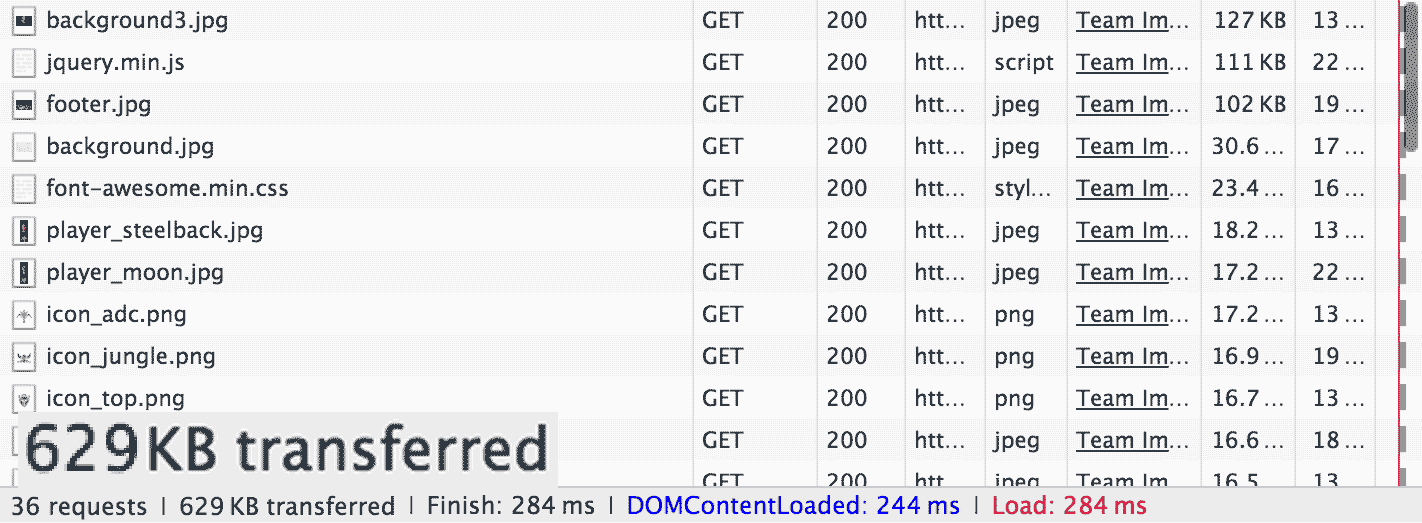 background3.jpg GET 200 htt... jpeg Team Im... 127 KB 13 ...
jquery.min.js GET 200 htt... script Team Im... 111 KB 22 ...
footer.jpg GET 200 htt... jpeg Team Im... 102 KB 19 ...
background.jpg GET 200 htt... jpeg Team Im... 30.6 ... 17 ...
font-awesome.min.css GET 200 htt... styl... Team Im... 23.4 ... 16 ...
player_steelback.jpg GET 200 htt... jpeg Team Im... 18.2 ... 13 ...
player_moon.jpg GET 200 htt... jpeg Team Im... 17.2 ... 22 ...
icon_adc.png GET 200 htt... png Team Im... 17.2 ... 13 ...
icon_jungle.png GET 200 htt... png Team Im... 16.9 ... 19 ...
icon_top.png GET 200 htt... png Team Im... 16.7 ... 13 ...
GET 200 htt... jpeg Team Im... 16.6 ... 18 ...
GET 200 htt... jpeg Team Im... 16.5 13
629 KB transferred
36 requests | 629 KB transferred | Finish: 284 ms | DOMContentLoaded: 244 ms | Load: 284 ms